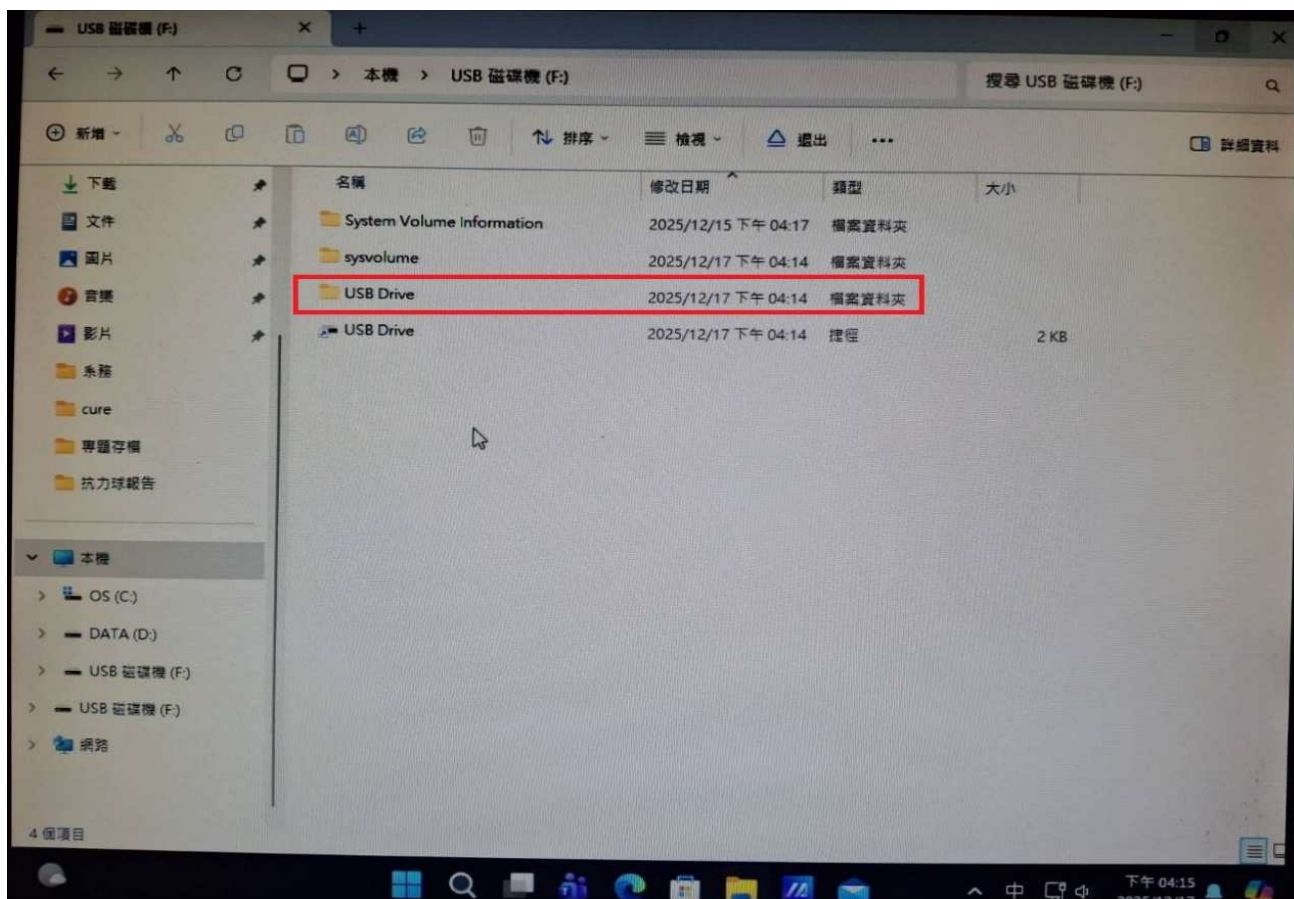 USB 磁碟機 (F:)
本機 > USB 磁碟機 (F:)
搜尋 USB 磁碟機 (F:)
新增
排序
檢視
退出
詳細資料
名稱 修改日期 類型 大小
System Volume Information 2025/12/15 下午 04:17 檔案資料夾
sysvolume 2025/12/17 下午 04:14 檔案資料夾
USB Drive 2025/12/17 下午 04:14 檔案資料夾
USB Drive 2025/12/17 下午 04:14 捷徑 2 KB
下載
文件
圖片
音樂
影片
系務
cure
專題存檔
抗力球報告
本機
OS (C:)
DATA (D:)
USB 磁碟機 (F:)
USB 磁碟機 (F:)
網路
4 個項目
中
下午 04:15